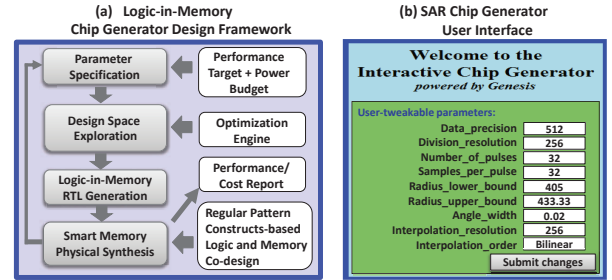 (a) Logic-in-Memory
Chip Generator Design Framework
Parameter
Specification
Performance
Target + Power
Budget
Design Space
Exploration
Optimization
Engine
Logic-in-Memory
RTL Generation
Performance/
Cost Report
Smart Memory
Physical Synthesis
Regular Pattern
Constructs-based
Logic and Memory
Co-design
(b) SAR Chip Generator
User Interface
Welcome to the
Interactive Chip Generator
powered by Genesis
User-tweakable parameters:
Data_precision 512
Division_resolution 256
Number_of_pulses 32
Samples_per_pulse 32
Radius_lower_bound 405
Radius_upper_bound 433.33
Angle_width 0.02
Interpolation_resolution 256
Interpolation_order Bilinear
Submit changes